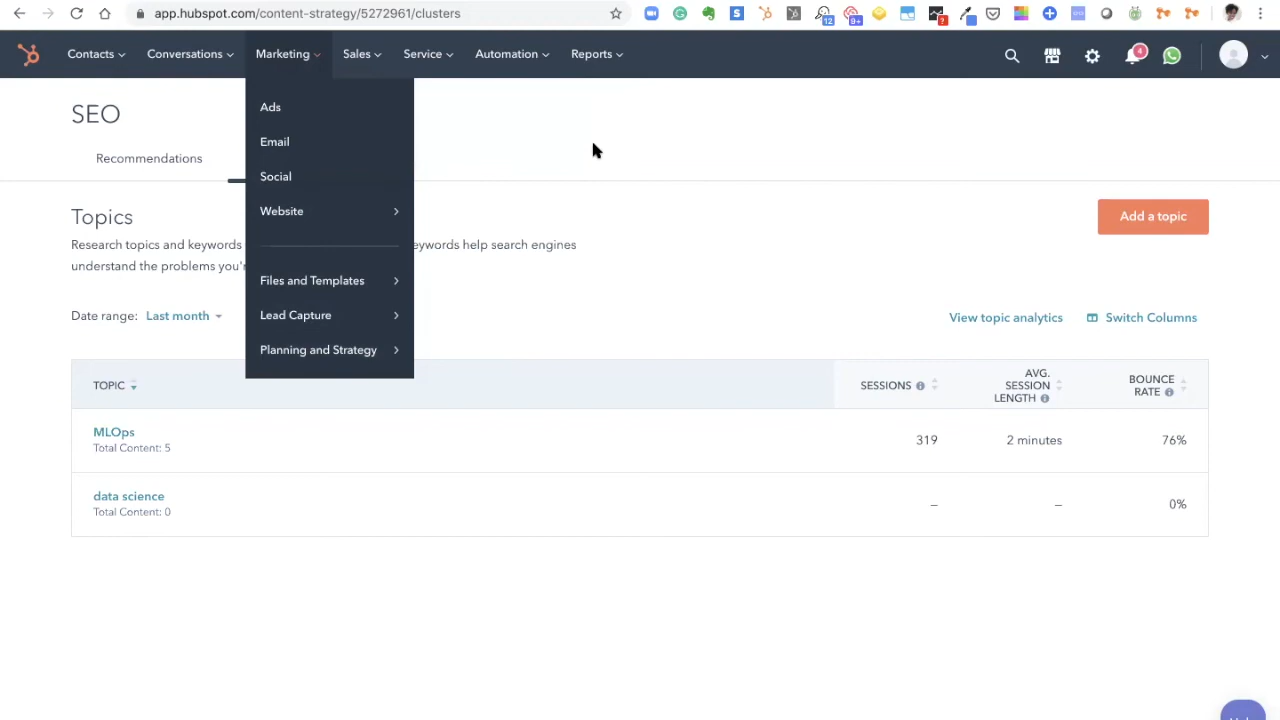 app.hubspot.com/content-strategy/5272961/clusters
12
9+
?
Contacts Conversations Marketing Sales Service Automation Reports
4
SEO
Recommendations
Ads
Email
Social
Website
Files and Templates
Lead Capture
Planning and Strategy
Topics
Add a topic
Research topics and keywords eywords help search engines
understand the problems you'r
Date range: Last month
View topic analytics Switch Columns
TOPIC SESSIONS AVG. SESSION LENGTH BOUNCE RATE
MLOps 319 2 minutes 76%
Total Content: 5
data science – – 0%
Total Content: 0